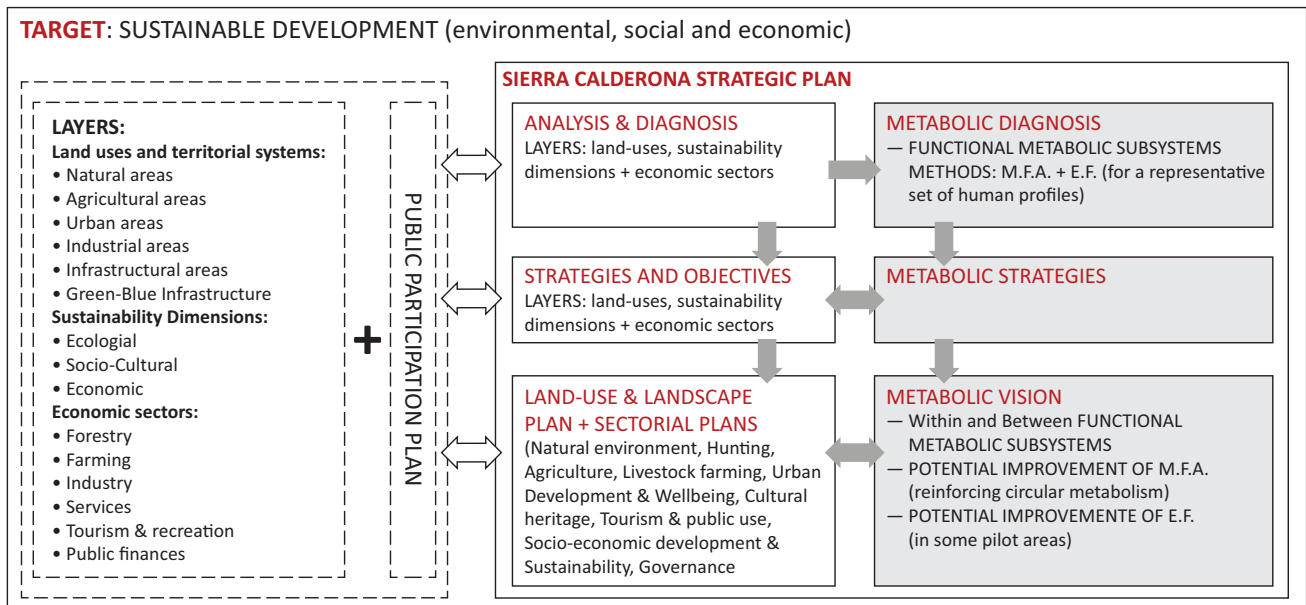 TARGET: SUSTAINABLE DEVELOPMENT (environmental, social and economic)
LAYERS:
Land uses and territorial systems:
• Natural areas
• Agricultural areas
• Urban areas
• Industrial areas
• Infrastructural areas
• Green-Blue Infrastructure
Sustainability Dimensions:
• Ecologial
• Socio-Cultural
• Economic
Economic sectors:
• Forestry
• Farming
• Industry
• Services
• Tourism & recreation
• Public finances
+
PUBLIC PARTICIPATION PLAN
SIERRA CALDERONA STRATEGIC PLAN
ANALYSIS & DIAGNOSIS
LAYERS: land-uses, sustainability
dimensions + economic sectors
METABOLIC DIAGNOSIS
— FUNCTIONAL METABOLIC SUBSYSTEMS
METHODS: M.F.A. + E.F. (for a representative
set of human profiles)
STRATEGIES AND OBJECTIVES
LAYERS: land-uses, sustainability
dimensions + economic sectors
METABOLIC STRATEGIES
LAND-USE & LANDSCAPE
PLAN + SECTORIAL PLANS
(Natural environment, Hunting,
Agriculture, Livestock farming, Urban
Development & Wellbeing, Cultural
heritage, Tourism & public use,
Socio-economic development &
Sustainability, Governance
METABOLIC VISION
— Within and Between FUNCTIONAL
METABOLIC SUBSYSTEMS
— POTENTIAL IMPROVEMENT OF M.F.A.
(reinforcing circular metabolism)
— POTENTIAL IMPROVEMENTE OF E.F.
(in some pilot areas)